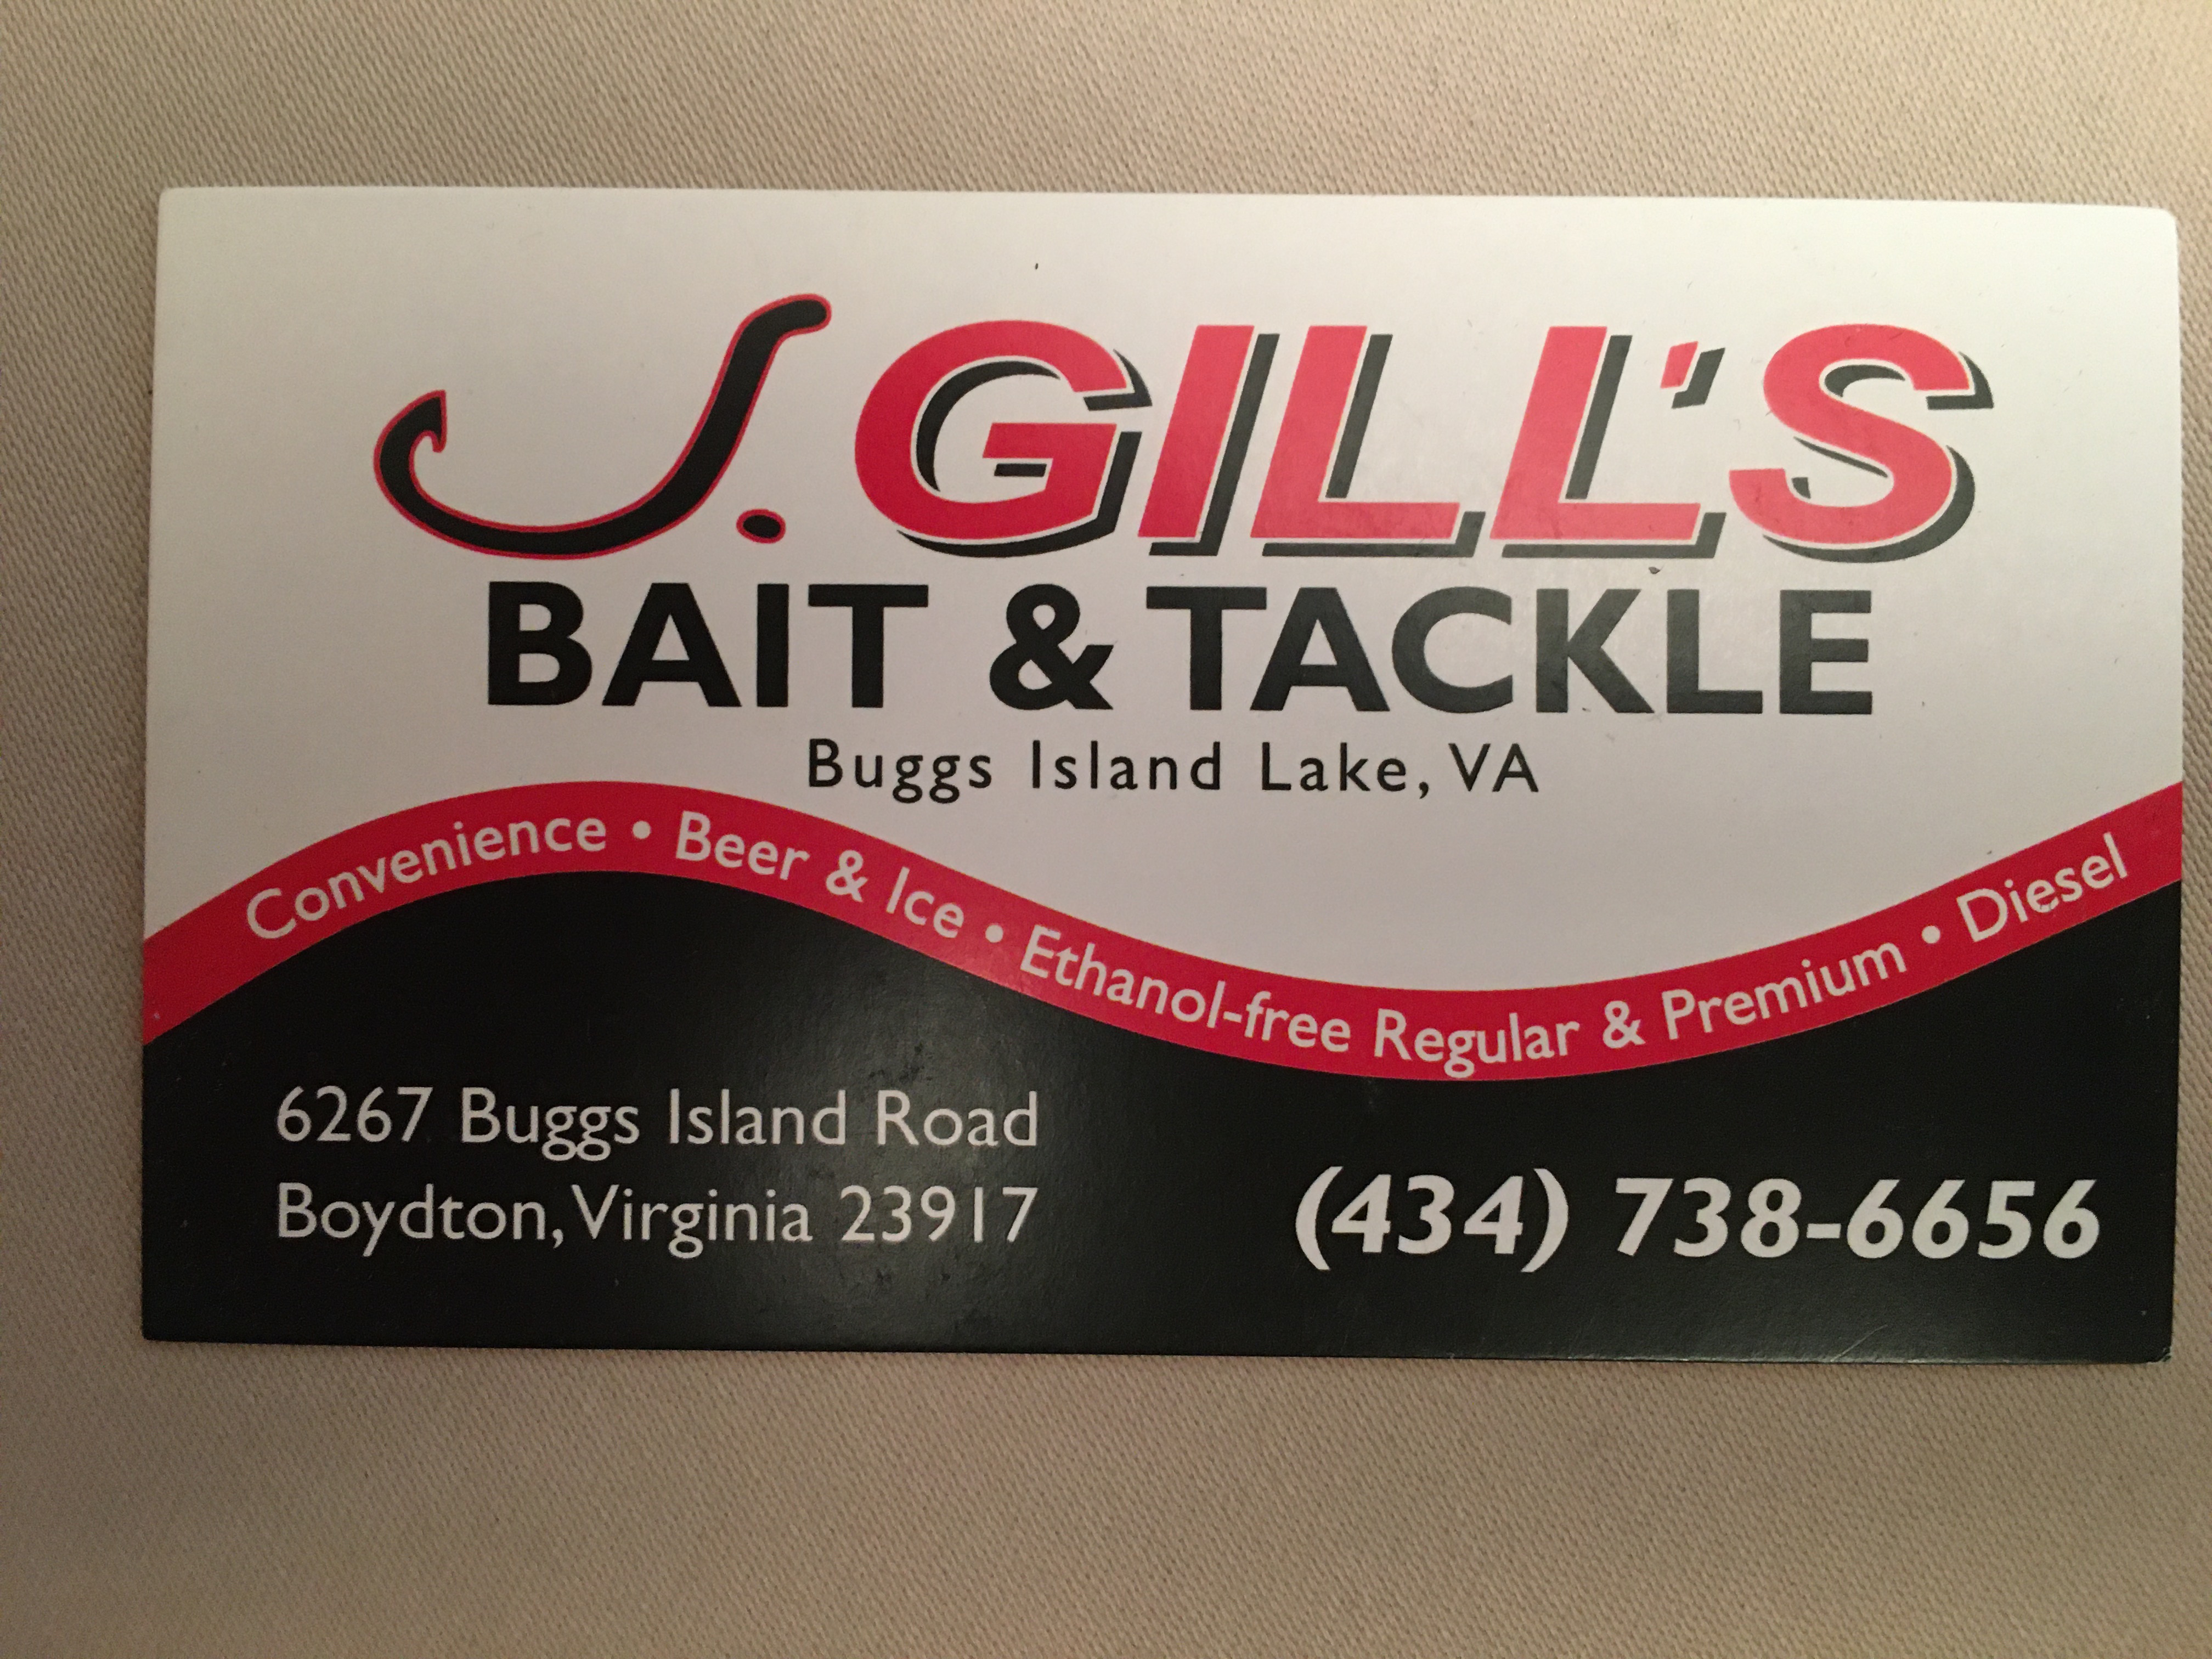 J. GILL'S
BAIT & TACKLE
Buggs Island Lake, VA
Convenience • Beer & Ice • Ethanol-free Regular & Premium • Diesel
6267 Buggs Island Road
Boydton, Virginia 23917
(434) 738-6656